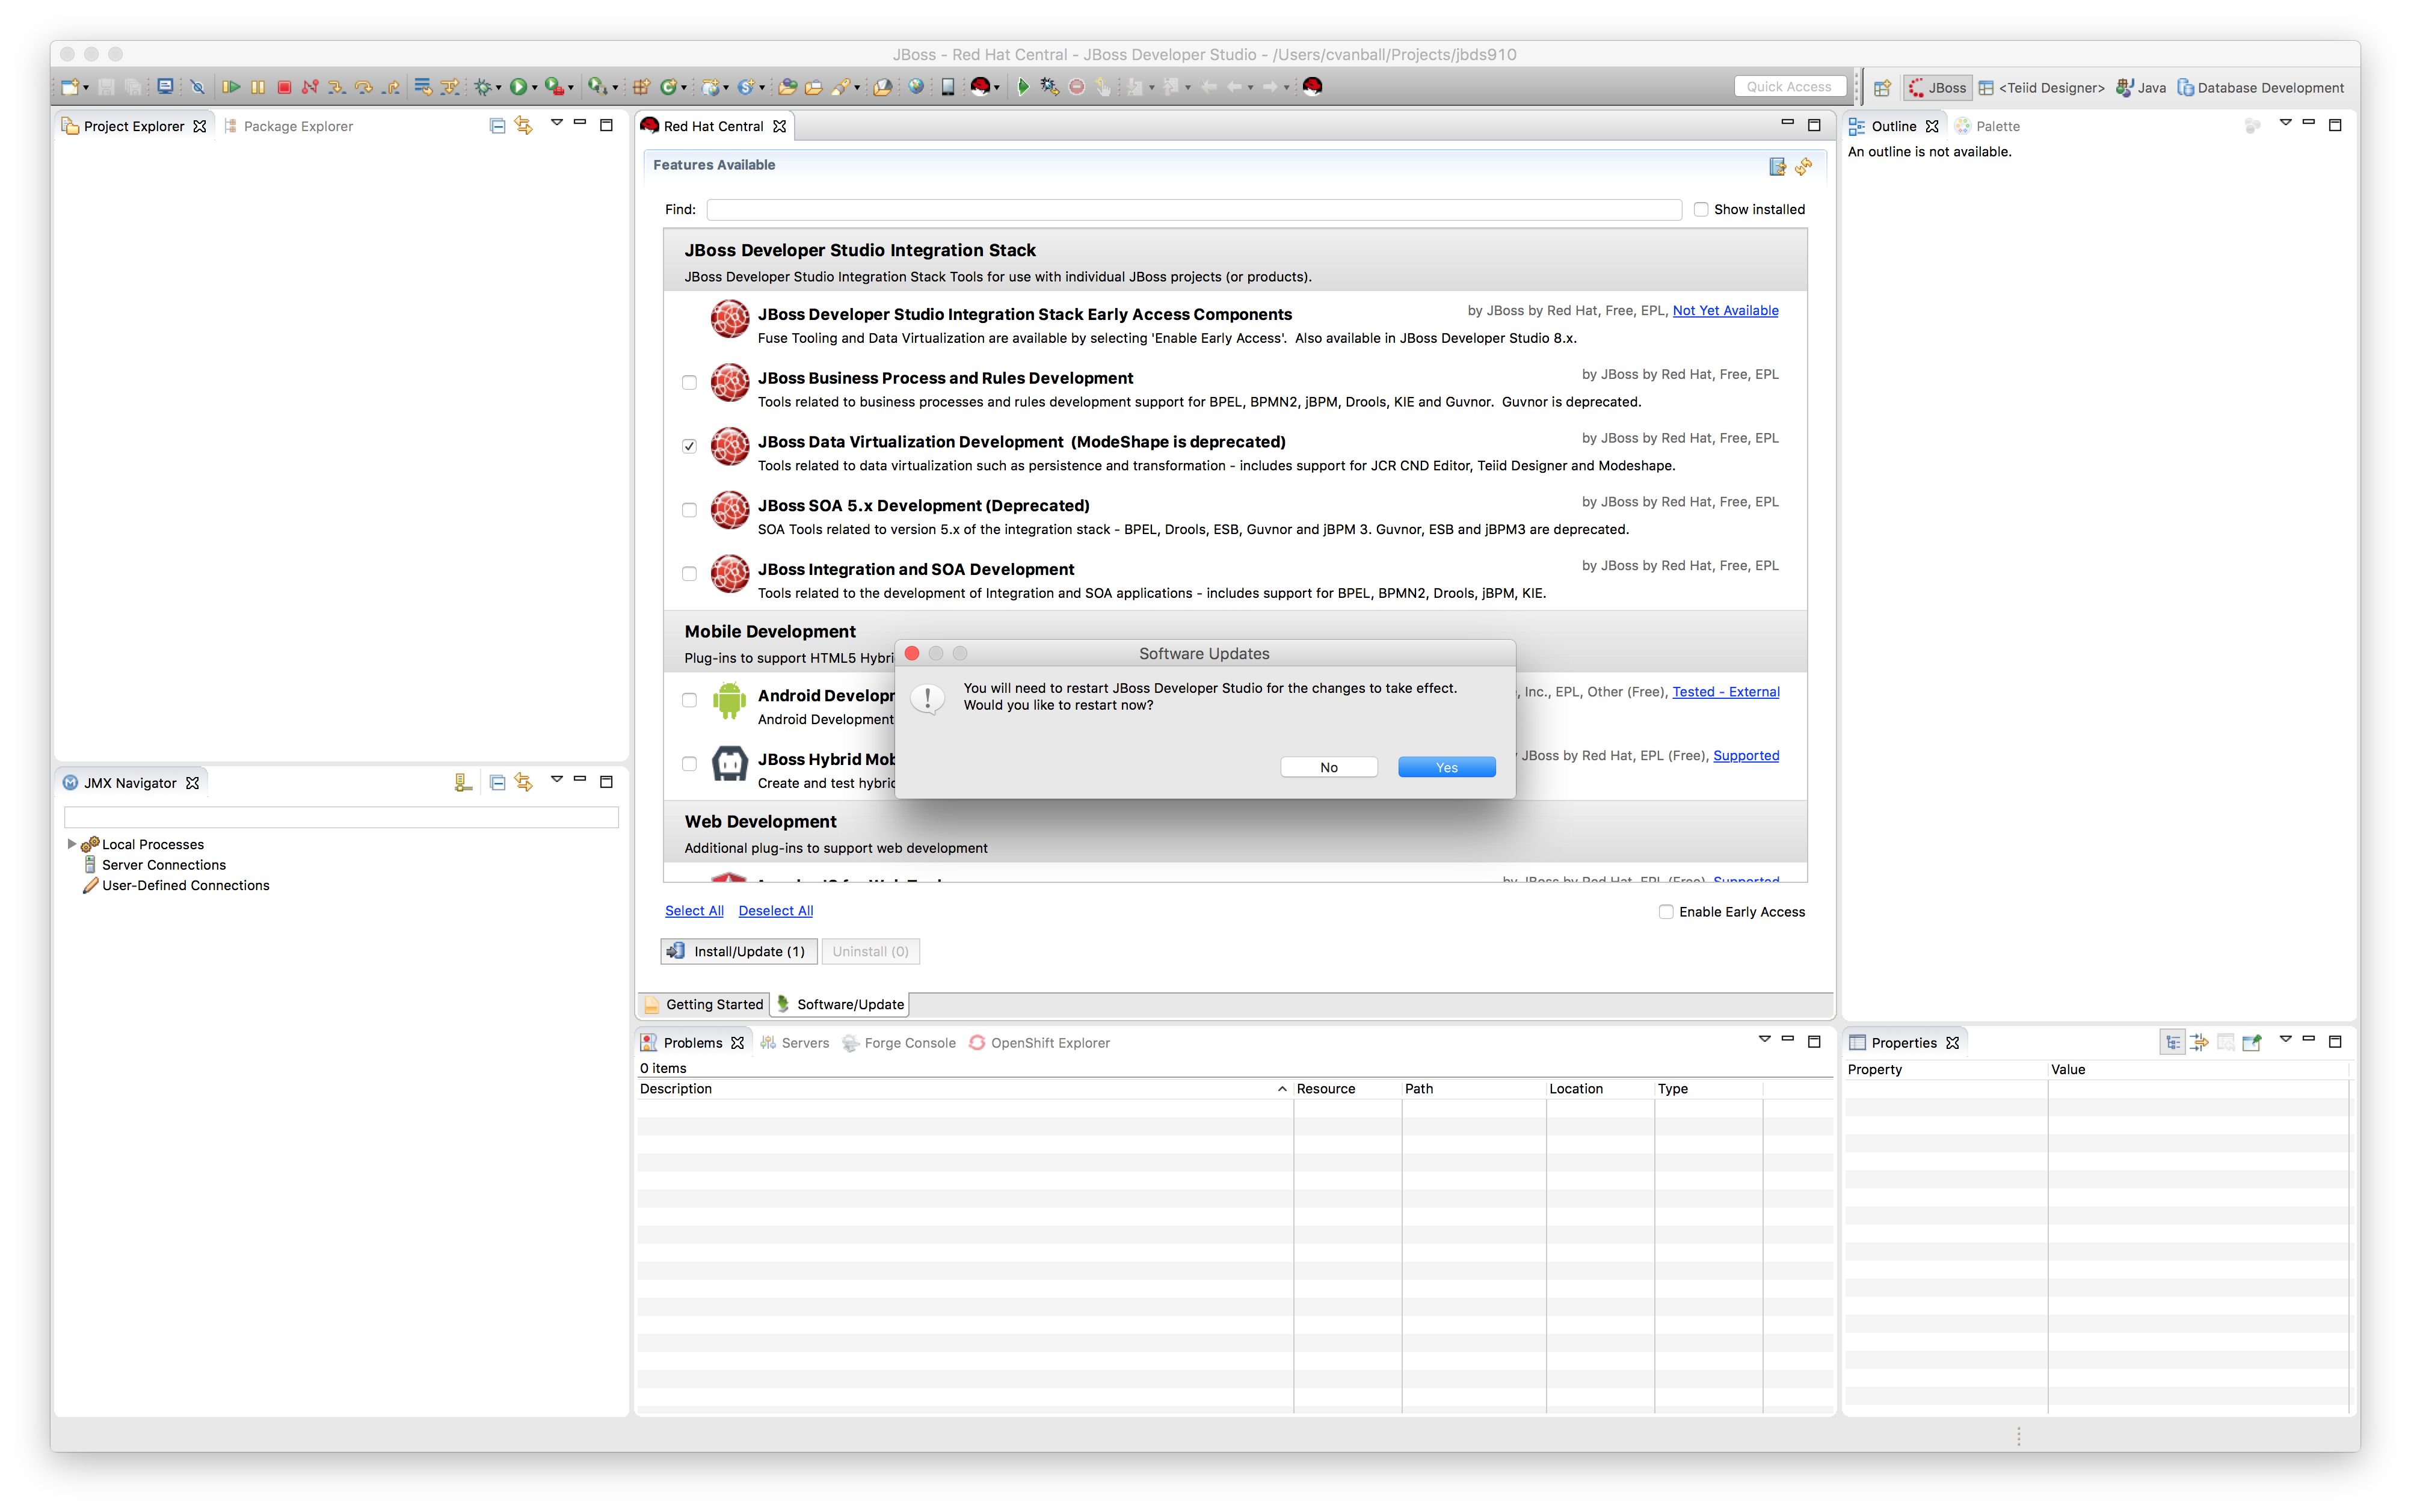 JBoss - Red Hat Central - JBoss Developer Studio - /Users/cvanball/Projects/jbds910
Quick Access
JBoss
<Teiid Designer>
Java
Database Development
Project Explorer
Package Explorer
Red Hat Central
Outline
Palette
An outline is not available.
Features Available
Find:
Show installed
JBoss Developer Studio Integration Stack
JBoss Developer Studio Integration Stack Tools for use with individual JBoss projects (or products).
JBoss Developer Studio Integration Stack Early Access Components
by JBoss by Red Hat, Free, EPL, Not Yet Available
Fuse Tooling and Data Virtualization are available by selecting 'Enable Early Access'.  Also available in JBoss Developer Studio 8.x.
JBoss Business Process and Rules Development
by JBoss by Red Hat, Free, EPL
Tools related to business processes and rules development support for BPEL, BPMN2, jBPM, Drools, KIE and Guvnor.  Guvnor is deprecated.
JBoss Data Virtualization Development  (ModeShape is deprecated)
by JBoss by Red Hat, Free, EPL
Tools related to data virtualization such as persistence and transformation - includes support for JCR CND Editor, Teiid Designer and Modeshape.
JBoss SOA 5.x Development (Deprecated)
by JBoss by Red Hat, Free, EPL
SOA Tools related to version 5.x of the integration stack - BPEL, Drools, ESB, Guvnor and jBPM 3. Guvnor, ESB and jBPM3 are deprecated.
JBoss Integration and SOA Development
by JBoss by Red Hat, Free, EPL
Tools related to the development of Integration and SOA applications - includes support for BPEL, BPMN2, Drools, jBPM, KIE.
Mobile Development
Plug-ins to support HTML5 Hybri
Android Develop
, Inc., EPL, Other (Free), Tested - External
Android Development
JBoss Hybrid Mob
JBoss by Red Hat, EPL (Free), Supported
Create and test hybri
Software Updates
You will need to restart JBoss Developer Studio for the changes to take effect.
Would you like to restart now?
No
Yes
Web Development
Additional plug-ins to support web development
by JBoss by Red Hat, EPL (Free), Supported
Select All
Deselect All
Enable Early Access
Install/Update (1)
Uninstall (0)
Getting Started
Software/Update
JMX Navigator
Local Processes
Server Connections
User-Defined Connections
Problems
Servers
Forge Console
OpenShift Explorer
0 items
Description
Resource
Path
Location
Type
Properties
Property
Value